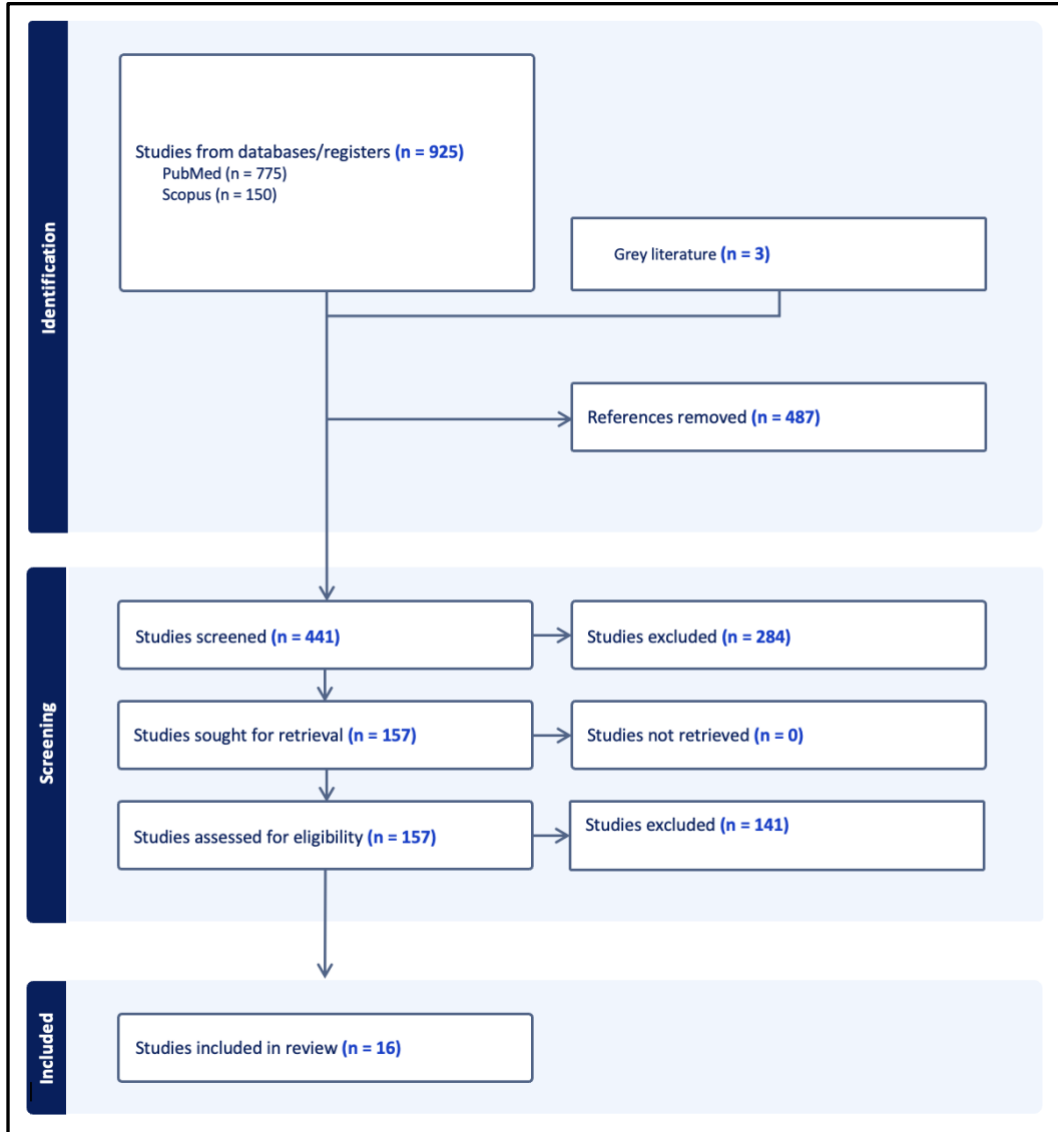 Identification
Studies from databases/registers (n = 925)
PubMed (n = 775)
Scopus (n = 150)
Grey literature (n = 3)
References removed (n = 487)
Screening
Studies screened (n = 441)
Studies excluded (n = 284)
Studies sought for retrieval (n = 157)
Studies not retrieved (n = 0)
Studies assessed for eligibility (n = 157)
Studies excluded (n = 141)
Included
Studies included in review (n = 16)